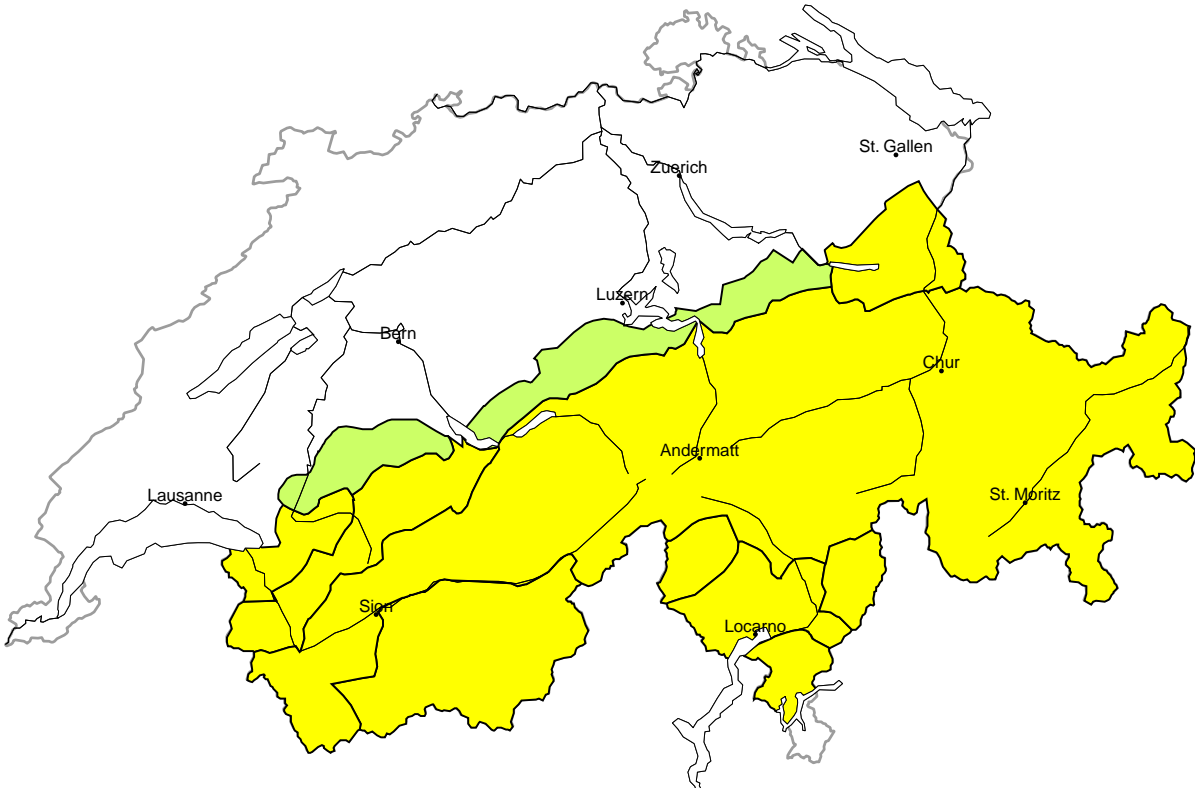 St. Gallen
Zuerich
Luzern
Bern
Chur
Andermatt
St. Moritz
Lausanne
Sion
Locarno